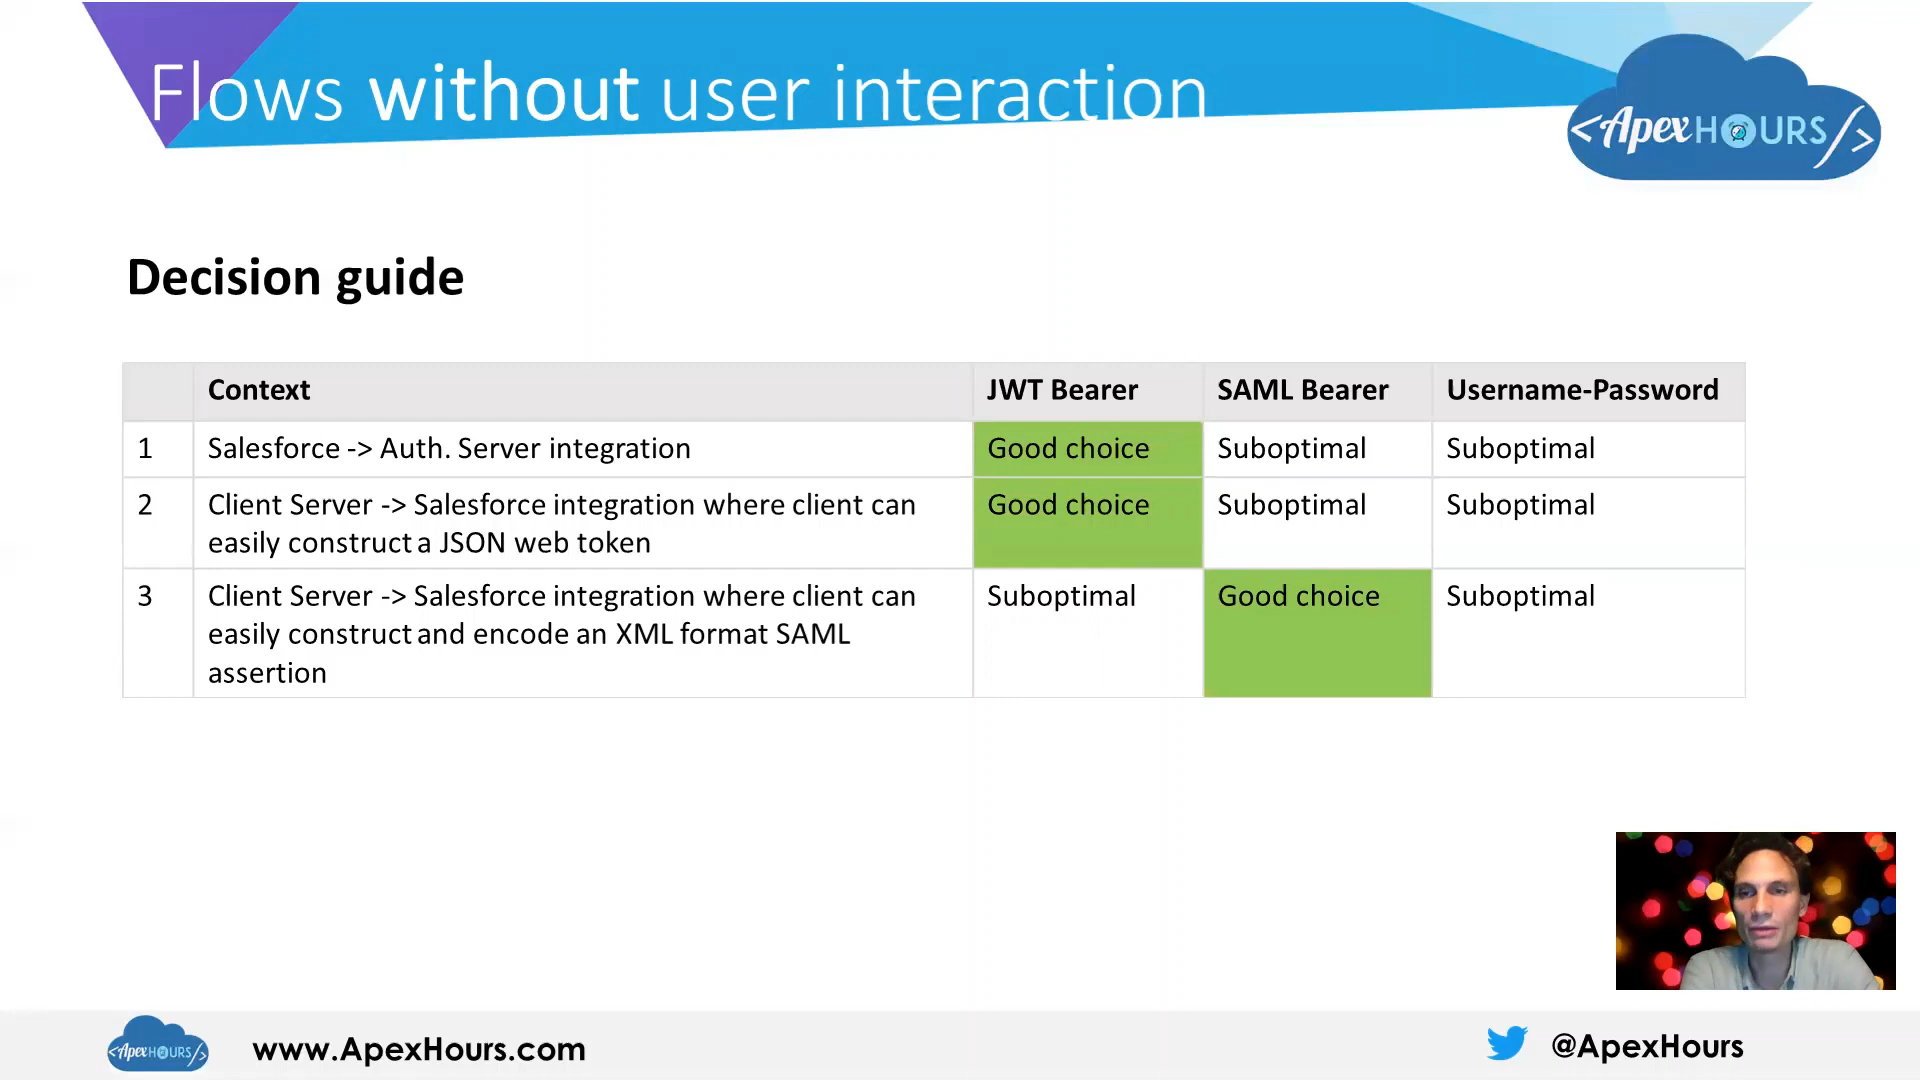 Flows without user interaction
<ApexHOURS/>
Decision guide
Context JWT Bearer SAML Bearer Username-Password
1 Salesforce -> Auth. Server integration Good choice Suboptimal Suboptimal
2 Client Server -> Salesforce integration where client can Good choice Suboptimal Suboptimal
easily construct a JSON web token
3 Client Server -> Salesforce integration where client can Suboptimal Good choice Suboptimal
easily construct and encode an XML format SAML
assertion
<ApexHOURS/> www.ApexHours.com @ApexHours